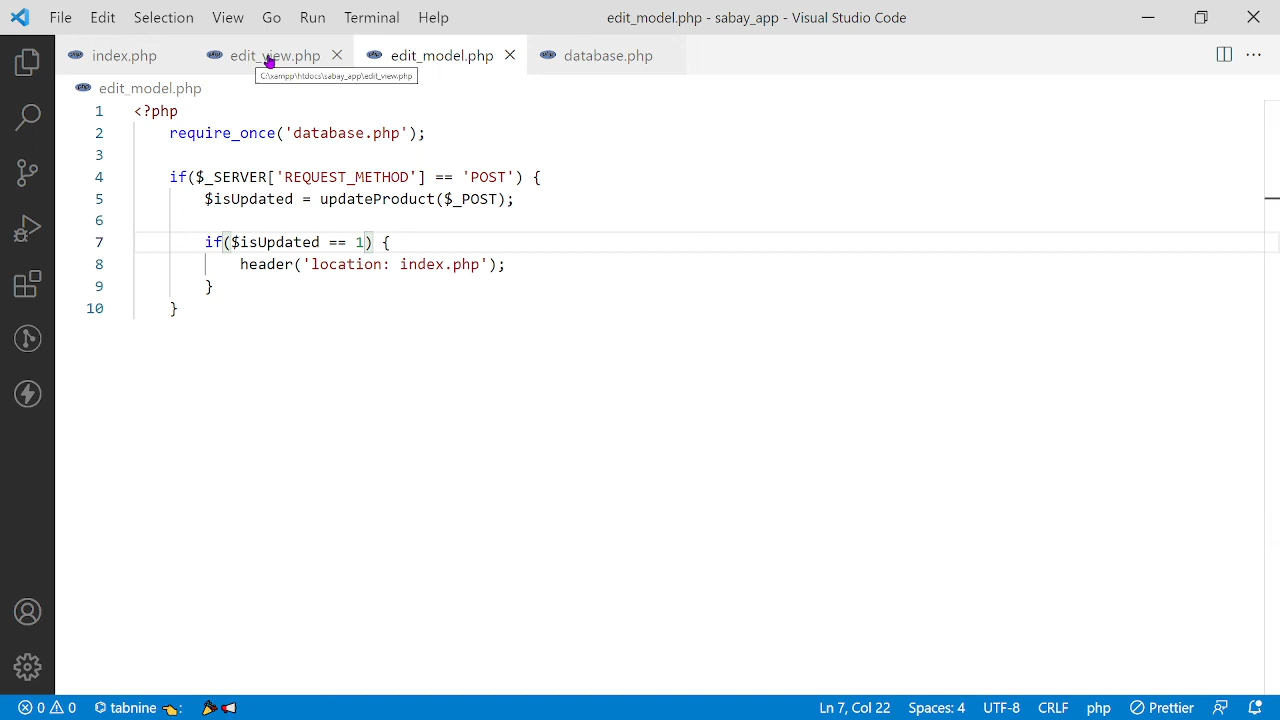 File Edit Selection View Go Run Terminal Help edit_model.php - sabay_app - Visual Studio Code
index.php edit_view.php edit_model.php database.php
C:\xampp\htdocs\sabay_app\edit_view.php
edit_model.php
1 <?php
2 require_once('database.php');
3
4 if($_SERVER['REQUEST_METHOD'] == 'POST') {
5 $isUpdated = updateProduct($_POST);
6
7 if($isUpdated == 1) {
8 header('location: index.php');
9 }
10 }
0 0 tabnine Ln 7, Col 22 Spaces: 4 UTF-8 CRLF php Prettier